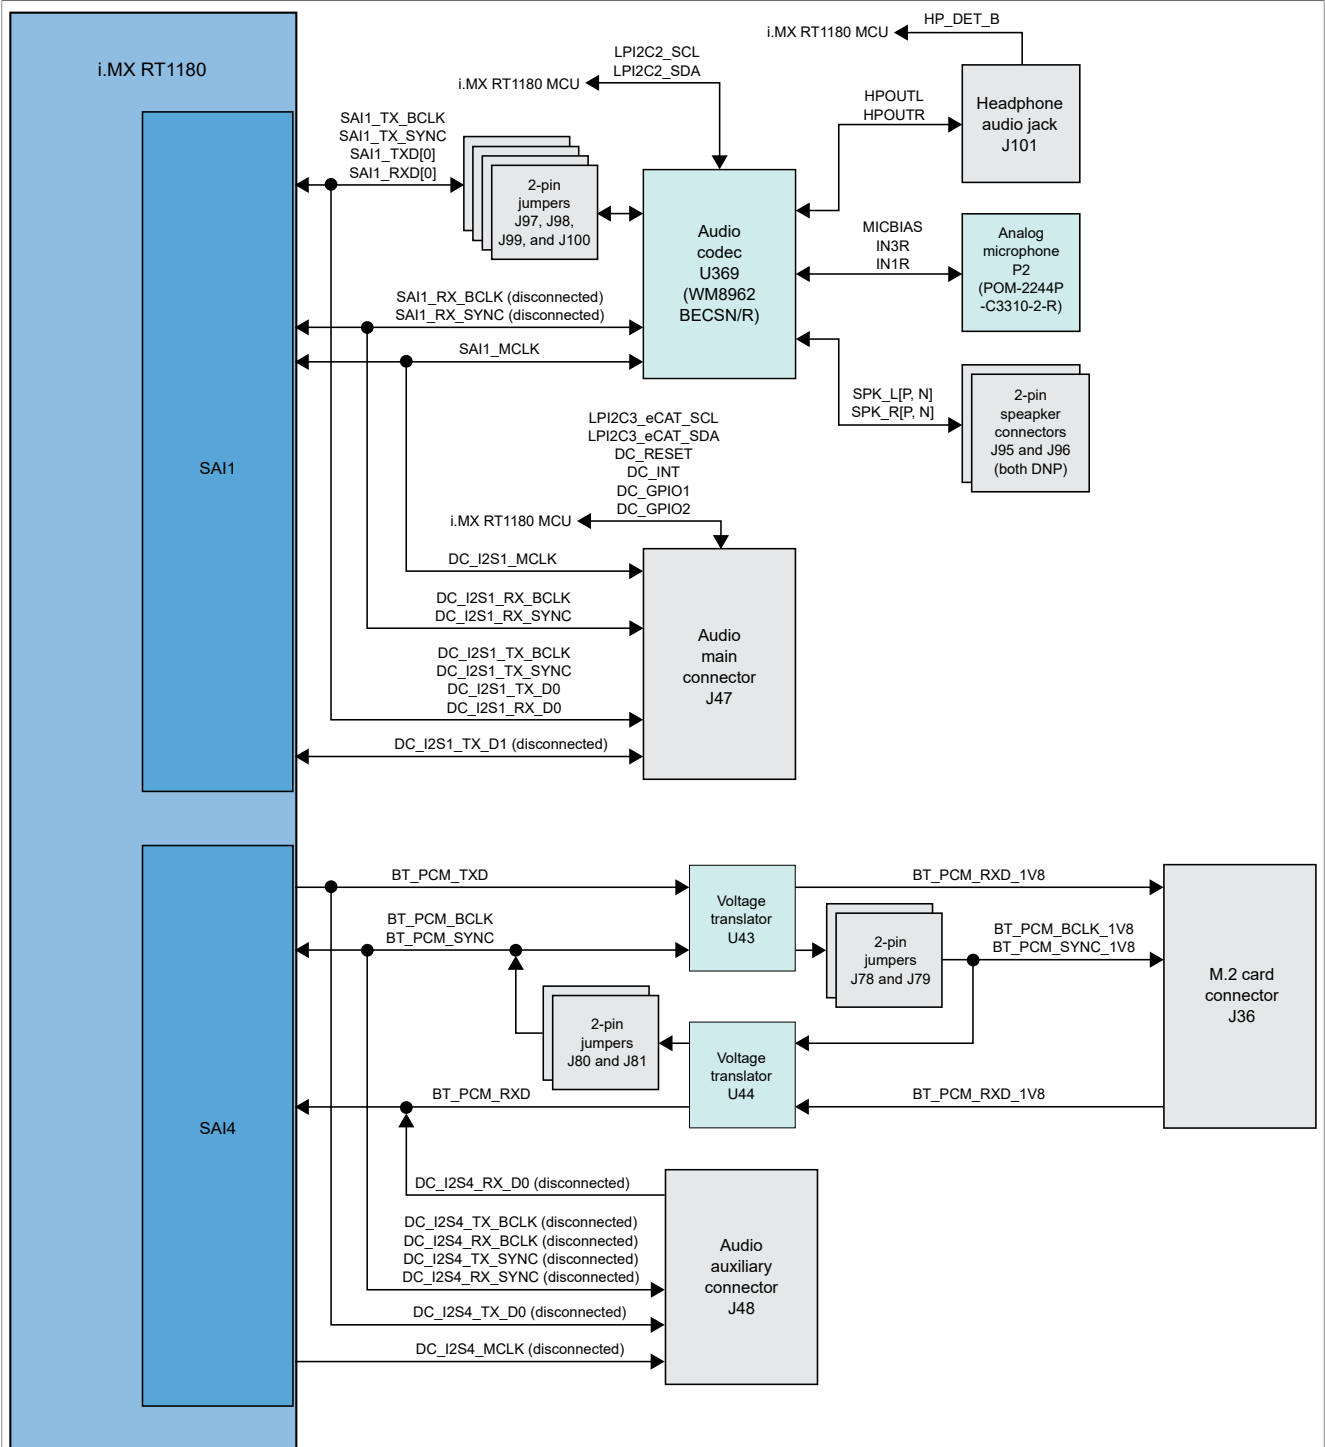 i.MX RT1180
SAI1
SAI1_TX_BCLK
SAI1_TX_SYNC
SAI1_TXD[0]
SAI1_RXD[0]
2-pin
jumpers
J97, J98,
J99, and J100
i.MX RT1180 MCU
LPI2C2_SCL
LPI2C2_SDA
Audio
codec
U369
(WM8962
BECSN/R)
i.MX RT1180 MCU
HP_DET_B
HPOUTL
HPOUTR
Headphone
audio jack
J101
MICBIAS
IN3R
IN1R
Analog
microphone
P2
(POM-2244P
-C3310-2-R)
SPK_L[P, N]
SPK_R[P, N]
2-pin
speapker
connectors
J95 and J96
(both DNP)
SAI1_RX_BCLK (disconnected)
SAI1_RX_SYNC (disconnected)
SAI1_MCLK
LPI2C3_eCAT_SCL
LPI2C3_eCAT_SDA
DC_RESET
DC_INT
DC_GPIO1
DC_GPIO2
i.MX RT1180 MCU
DC_I2S1_MCLK
DC_I2S1_RX_BCLK
DC_I2S1_RX_SYNC
DC_I2S1_TX_BCLK
DC_I2S1_TX_SYNC
DC_I2S1_TX_D0
DC_I2S1_RX_D0
DC_I2S1_TX_D1 (disconnected)
Audio
main
connector
J47
SAI4
BT_PCM_TXD
BT_PCM_BCLK
BT_PCM_SYNC
Voltage
translator
U43
BT_PCM_RXD_1V8
2-pin
jumpers
J78 and J79
BT_PCM_BCLK_1V8
BT_PCM_SYNC_1V8
M.2 card
connector
J36
2-pin
jumpers
J80 and J81
Voltage
translator
U44
BT_PCM_RXD
BT_PCM_RXD_1V8
DC_I2S4_RX_D0 (disconnected)
DC_I2S4_TX_BCLK (disconnected)
DC_I2S4_RX_BCLK (disconnected)
DC_I2S4_TX_SYNC (disconnected)
DC_I2S4_RX_SYNC (disconnected)
DC_I2S4_TX_D0 (disconnected)
DC_I2S4_MCLK (disconnected)
Audio
auxiliary
connector
J48